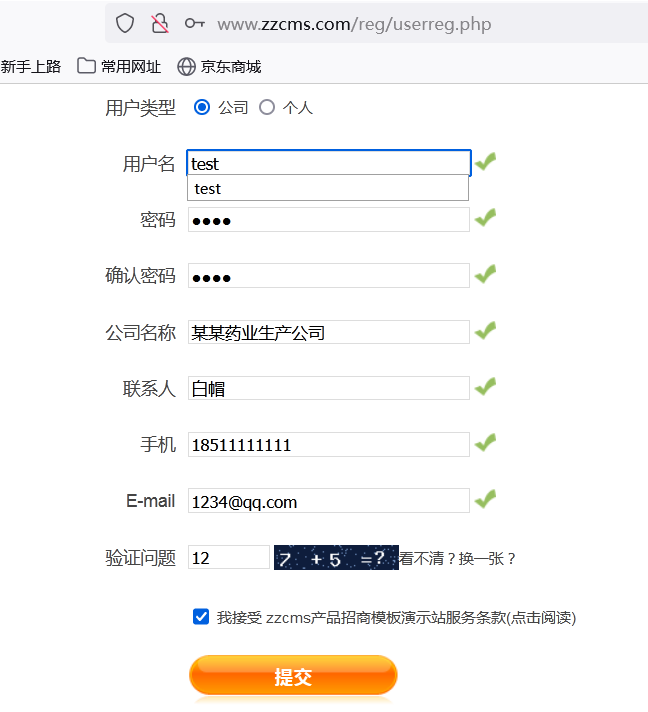 www.zzcms.com/reg/userreg.php
新手上路 常用网址 京东商城
用户类型 公司 个人
用户名 test
test
密码 ●●●●
确认密码 ●●●●
公司名称 某某药业生产公司
联系人 白帽
手机 18511111111
E-mail 1234@qq.com
验证问题 12 7 +5 =? 看不清？换一张？
我接受 zzcms产品招商模板演示站服务条款(点击阅读)
提交